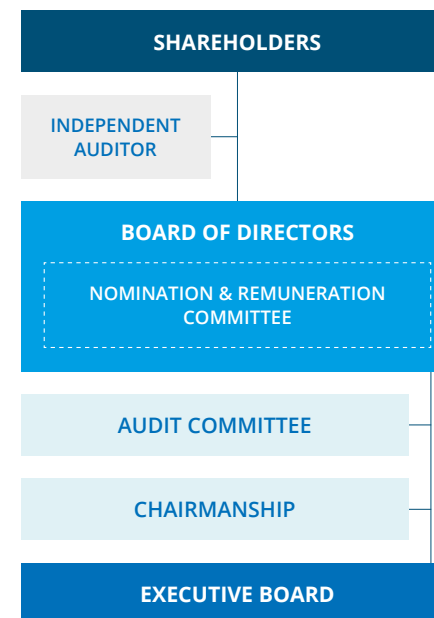 SHAREHOLDERS
INDEPENDENT
AUDITOR
BOARD OF DIRECTORS
NOMINATION & REMUNERATION
COMMITTEE
AUDIT COMMITTEE
CHAIRMANSHIP
EXECUTIVE BOARD